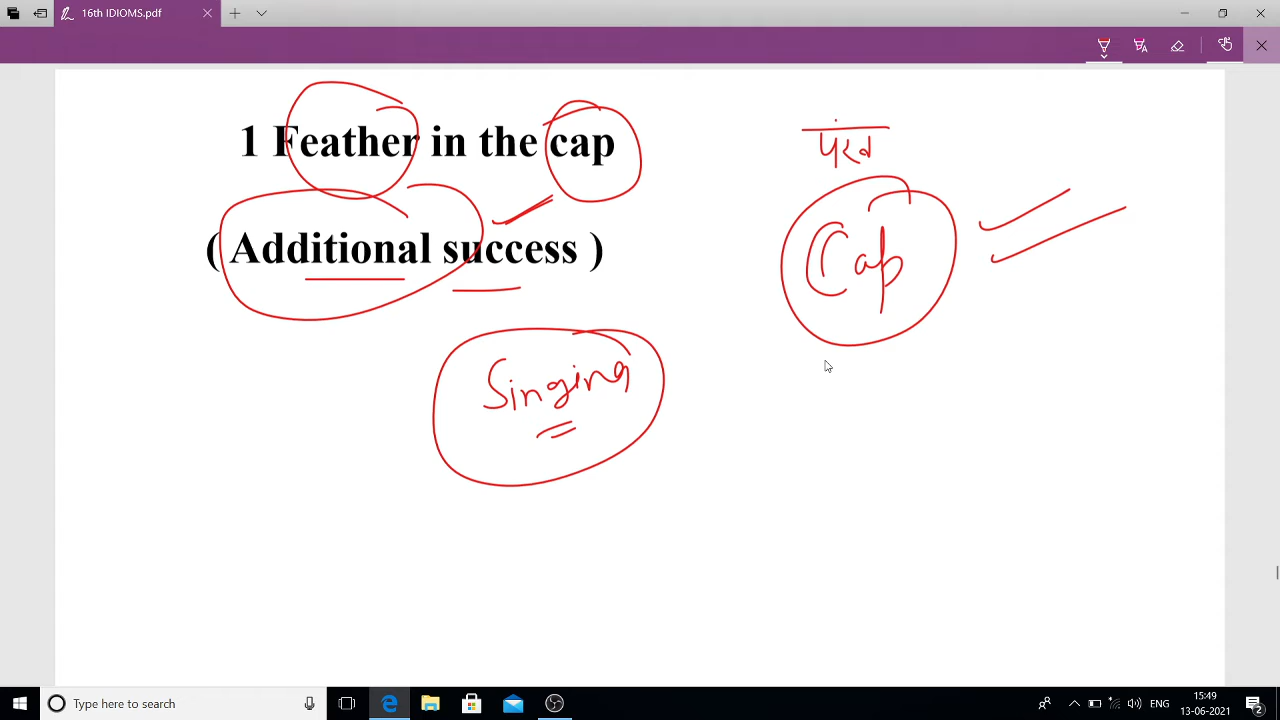 16th IDIOMS.pdf
1 Feather in the cap
( Additional success )
पंख
Cap
Singing
Type here to search
ENG
15:49
13-06-2021
2